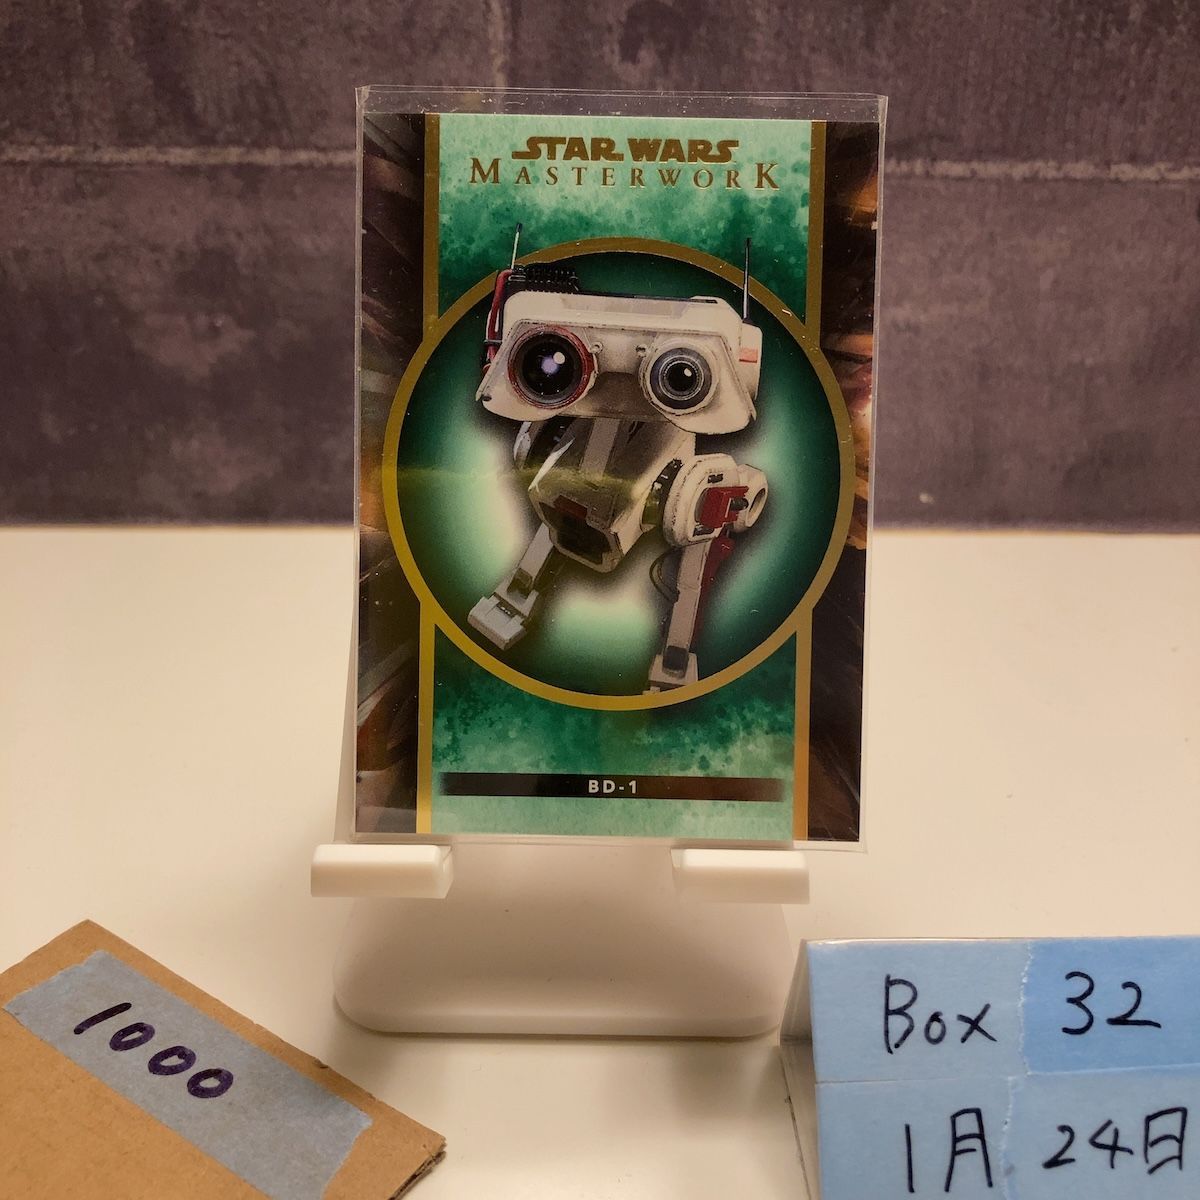 STAR WARS
MASTERWORK
BD-1
1000
Box 32
1月24日